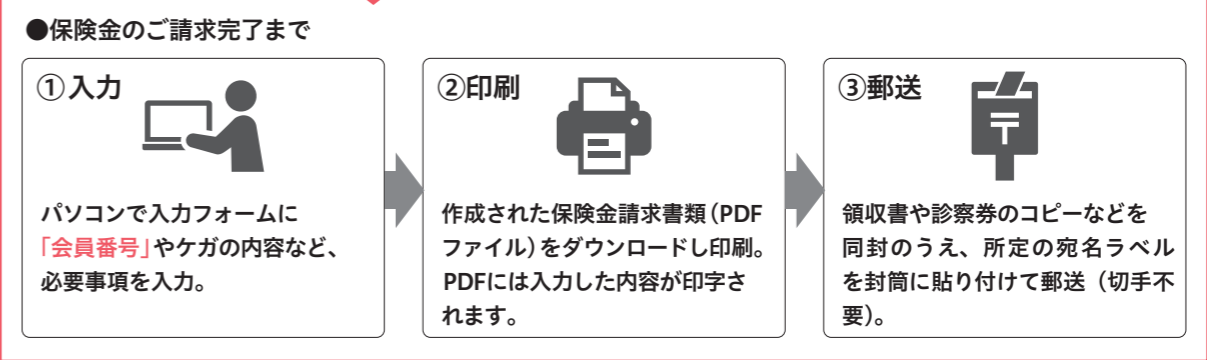 ●保険金のご請求完了まで
①入力
パソコンで入力フォームに
「会員番号」やケガの内容など、
必要事項を入力。
②印刷
作成された保険金請求書類（PDF
ファイル）をダウンロードし印刷。
PDFには入力した内容が印字さ
れます。
③郵送
〒
領収書や診察券のコピーなどを
同封のうえ、所定の宛名ラベル
を封筒に貼り付けて郵送（切手不
要）。